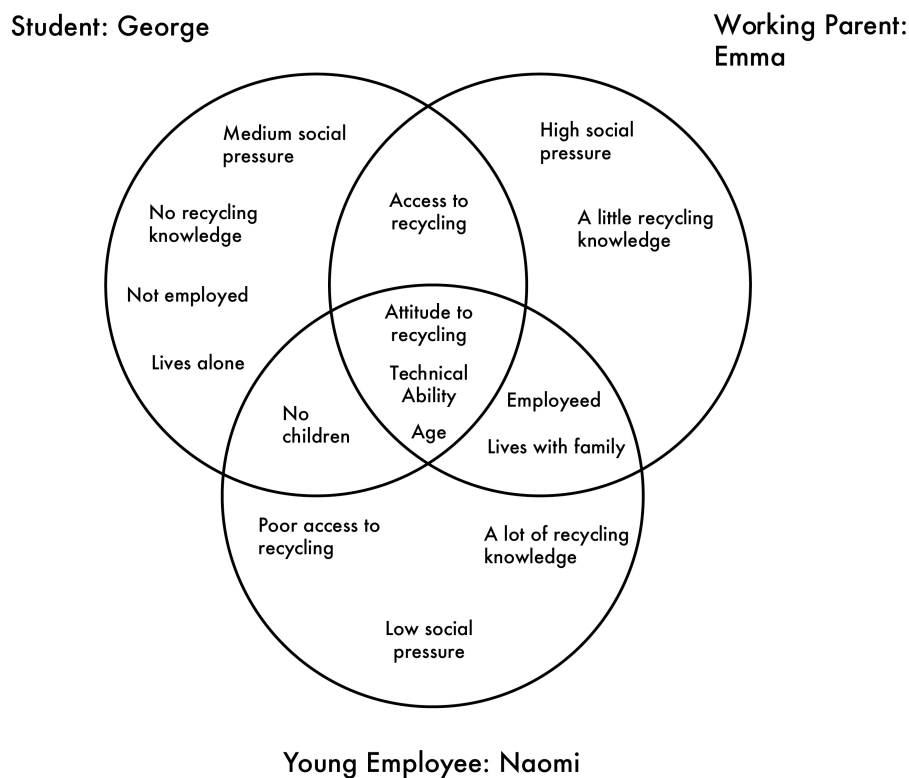 Student: George
Working Parent:
Emma
Medium social
pressure
High social
pressure
No recycling
knowledge
Access to
recycling
A little recycling
knowledge
Not employed
Attitude to
recycling
Lives alone
Technical
Ability
Employeed
No
children
Age
Lives with family
Poor access to
recycling
A lot of recycling
knowledge
Low social
pressure
Young Employee: Naomi